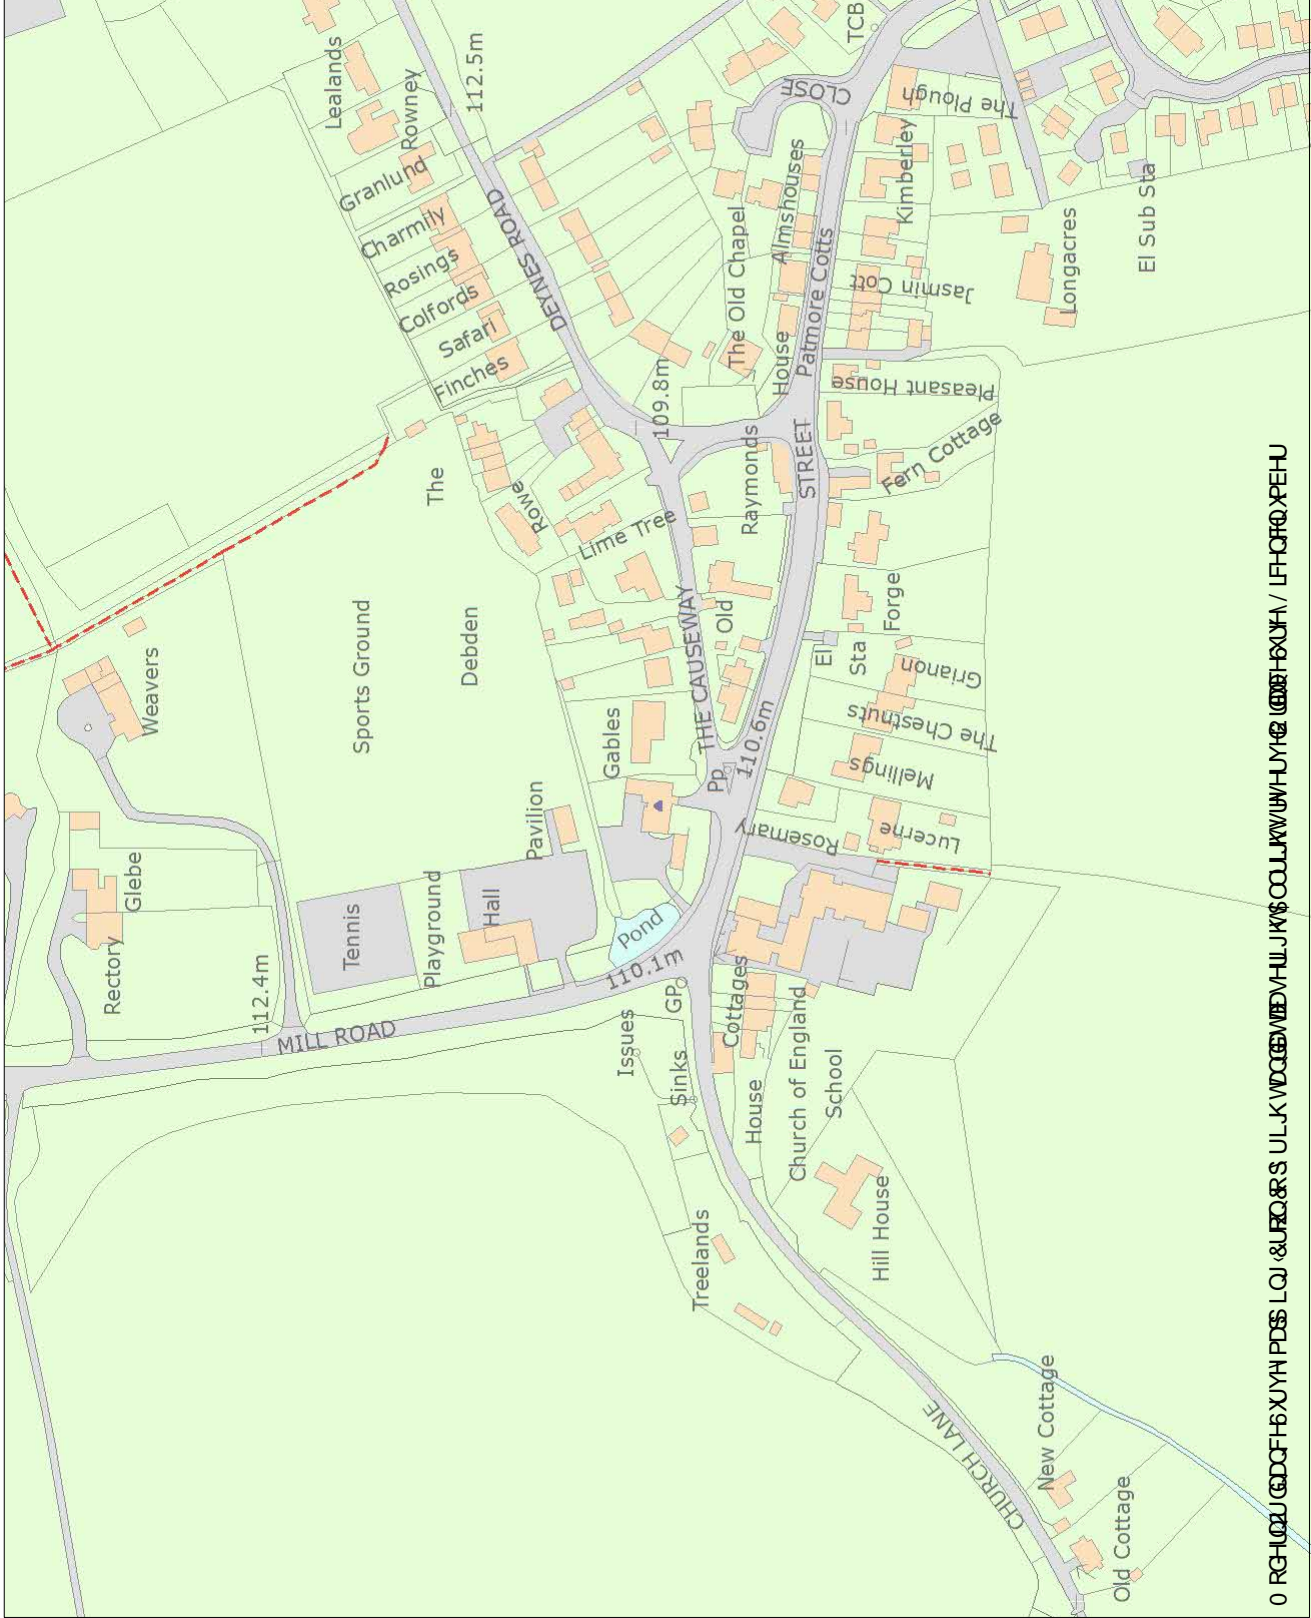 Lealands
Rowney
112.5m
Granlund
Charmily
Rosings
Colfords
Safari
Finches
DEYNES ROAD
109.8m
TCB
CLOSE
The Plough
Kimberley
Almshouses
The Old Chapel
Patmore Cotts
House
Jasmin Cott
Longacres
El Sub Sta
Pleasant House
Fern Cottage
STREET
Raymonds
The
Rowe
Lime Tree
Sports Ground
Debden
Weavers
THE CAUSEWAY
Old
Forge
El
Sta
Grianon
The Chestnuts
Mellings
Lucerne
Rosemary
Gables
Pp
110.6m
Pavilion
Glebe
Rectory
Tennis
Playground
Hall
Pond
110.1m
112.4m
MILL ROAD
GP
Issues
Sinks
Cottages
House
Church of England
School
Hill House
Treelands
CHURCH LANE
New Cottage
Old Cottage